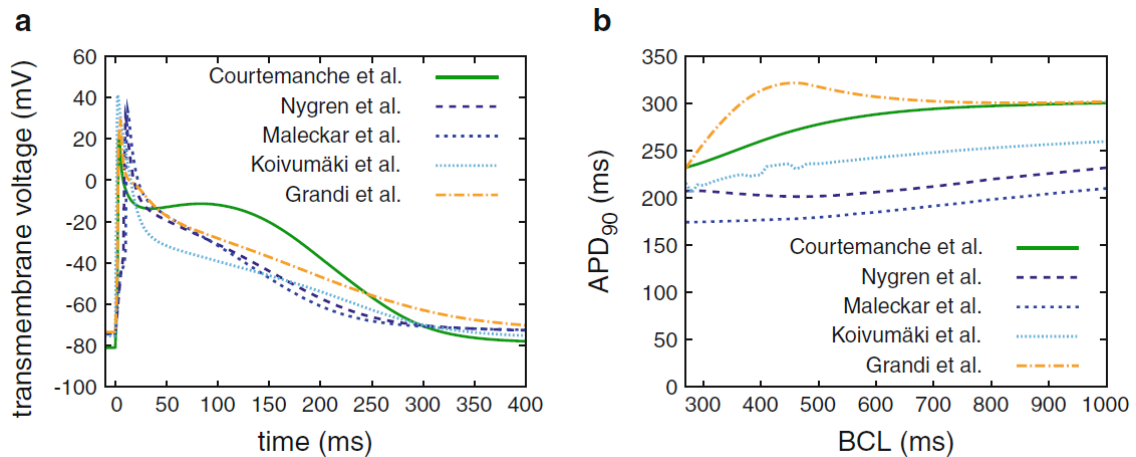 a
transmembrane voltage (mV)
60
40
20
0
-20
-40
-60
-80
-100
Courtemanche et al.
Nygren et al.
Maleckar et al.
Koivumäki et al.
Grandi et al.
0 50 100 150 200 250 300 350 400
time (ms)
b
APD90 (ms)
350
300
250
200
150
100
50
0
Courtemanche et al.
Nygren et al.
Maleckar et al.
Koivumäki et al.
Grandi et al.
300 400 500 600 700 800 900 1000
BCL (ms)